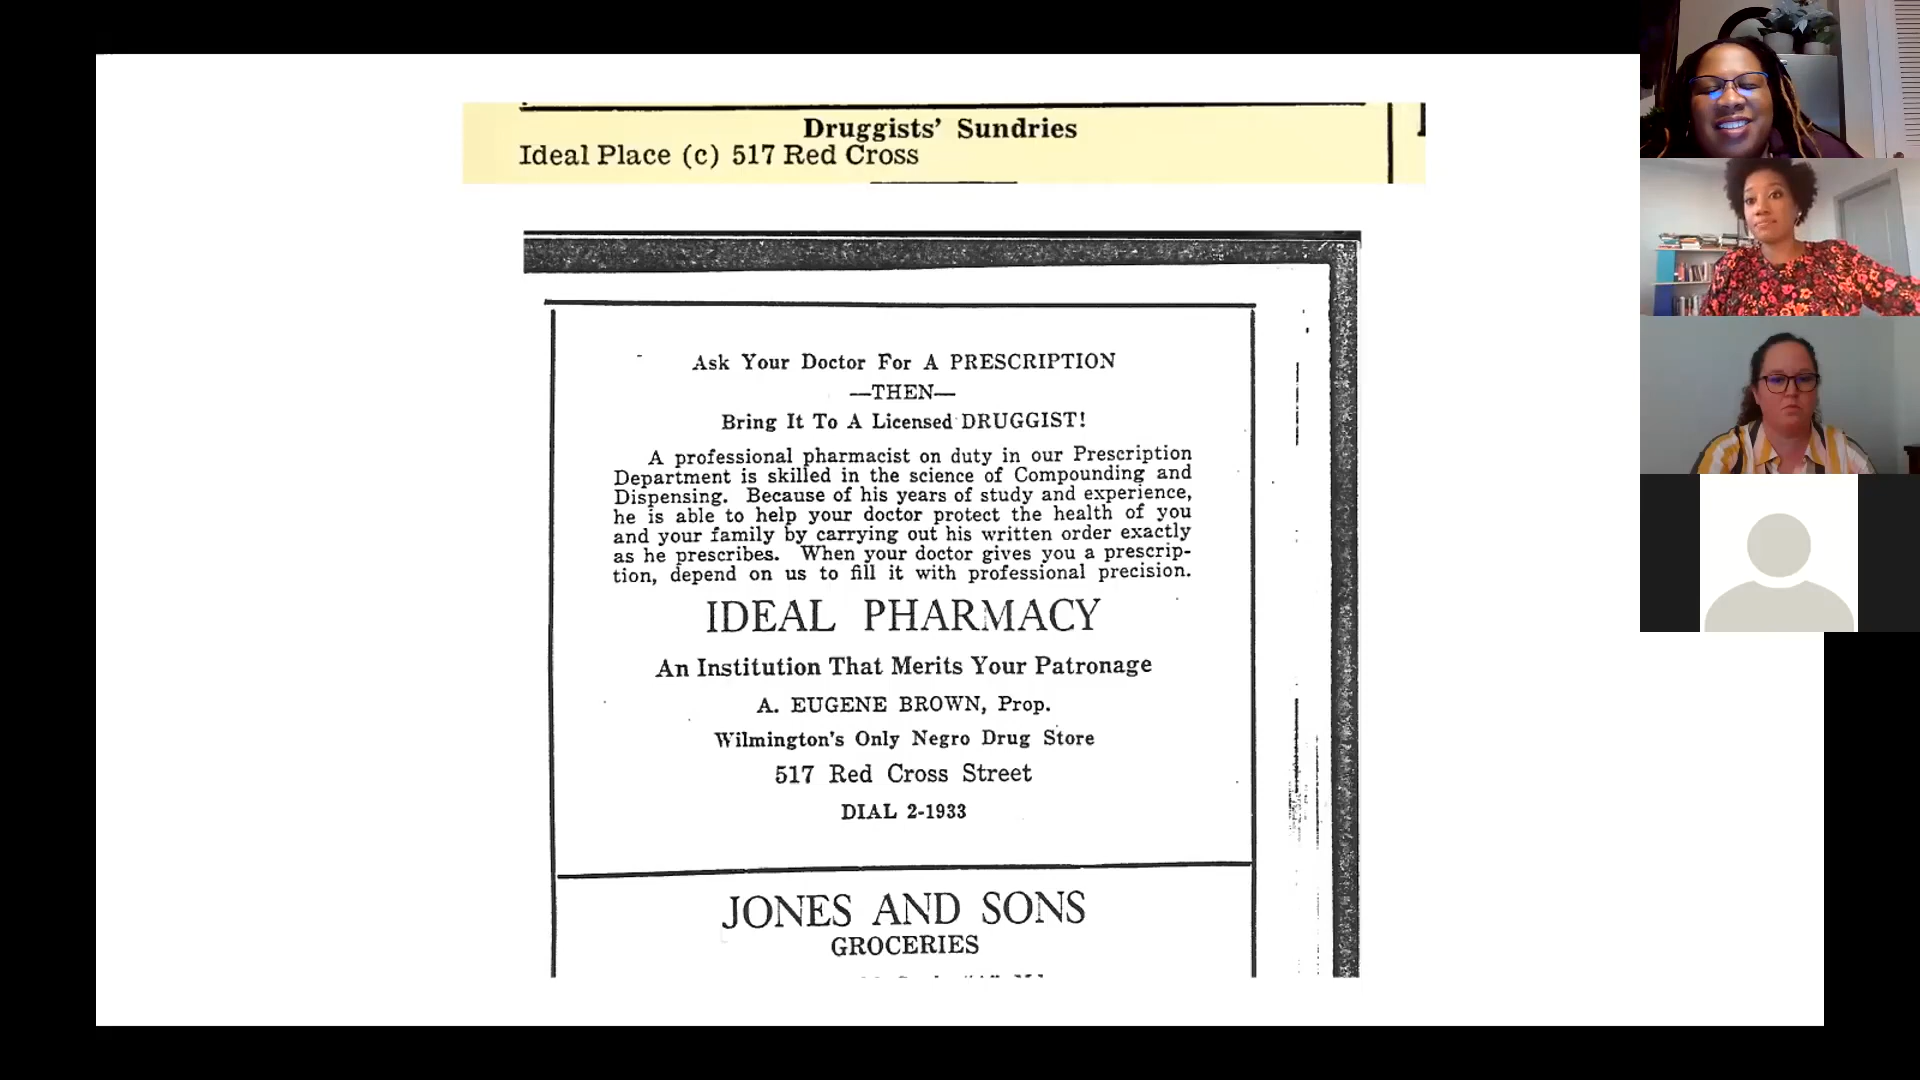 Druggists' Sundries
Ideal Place (c) 517 Red Cross
Ask Your Doctor For A PRESCRIPTION
—THEN—
Bring It To A Licensed DRUGGIST!
A professional pharmacist on duty in our Prescription
Department is skilled in the science of Compounding and
Dispensing. Because of his years of study and experience,
he is able to help your doctor protect the health of you
and your family by carrying out his written order exactly
as he prescribes. When your doctor gives you a prescrip-
tion, depend on us to fill it with professional precision.
IDEAL PHARMACY
An Institution That Merits Your Patronage
A. EUGENE BROWN, Prop.
Wilmington's Only Negro Drug Store
517 Red Cross Street
DIAL 2-1933
JONES AND SONS
GROCERIES